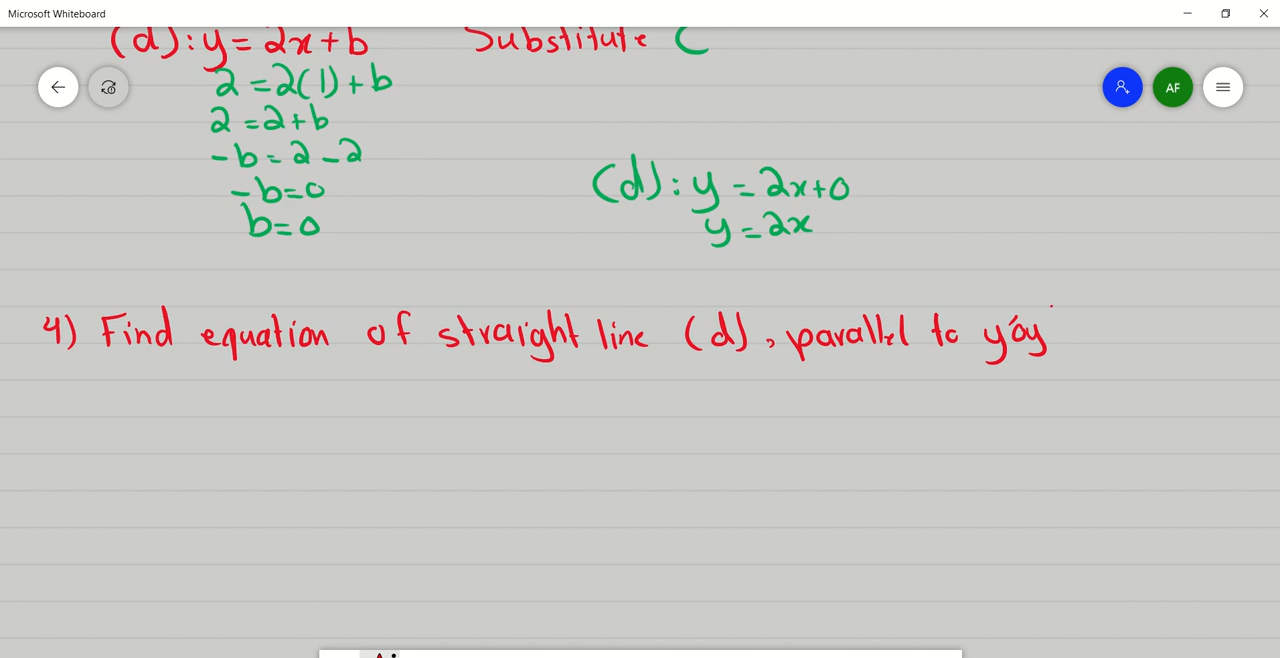 Microsoft Whiteboard
(d): y = 2x + b Substitute C
2 = 2(1) + b
2 = 2 + b
AF
- b = 2 - 2
- b = 0
b = 0
(d): y = 2x + 0
y = 2x
4) Find equation of straight line (d), parallel to y'oy